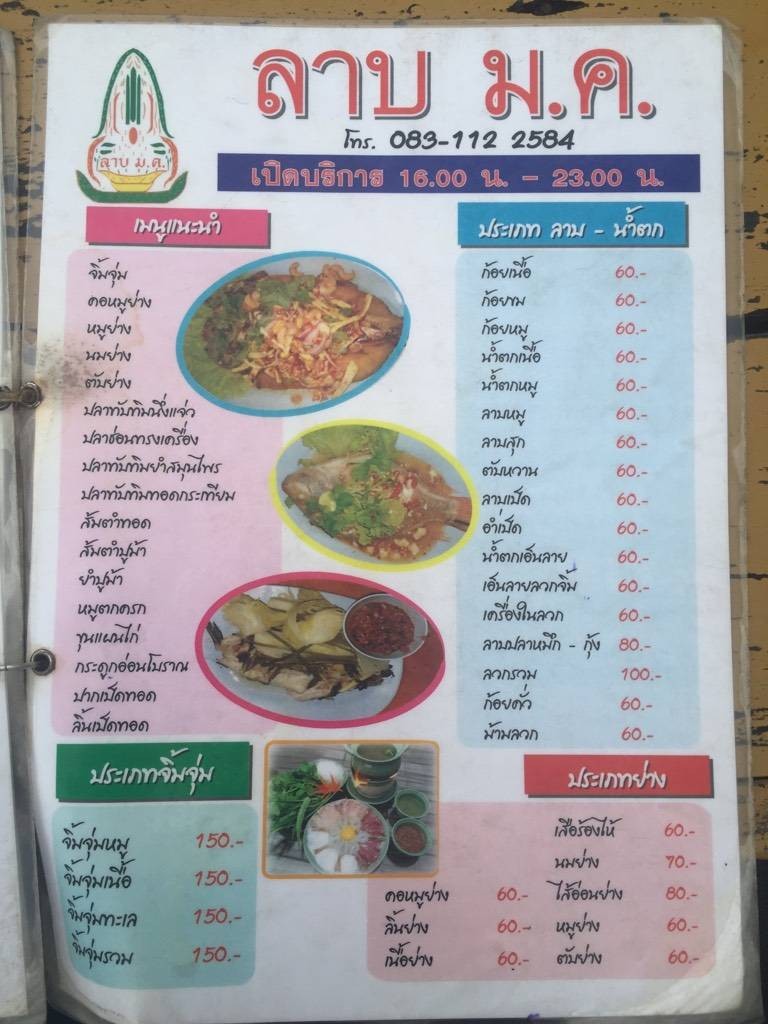 ลาบ ม.ค.
ลาบ ม.ค.
โทร. 083-112 2584
เปิดบริการ 16.00 น. - 23.00 น.
เมนูแนะนำ
จิ้มจุ่ม
คอหมูย่าง
หมูย่าง
นมย่าง
ตับย่าง
ปลาทับทิมนึ่งแจ่ว
ปลาช่อนทรงเครื่อง
ปลาทับทิมยำสมุนไพร
ปลาทับทิมทอดกระเทียม
ส้มตำทอด
ส้มตำปูม้า
ยำปูม้า
หมูตกครก
ขุนแผนไก่
กระดูกอ่อนโบราณ
ปากเป็ดทอด
ลิ้นเป็ดทอด
ประเภท ลาบ - น้ำตก
ก้อยเนื้อ 60.-
ก้อยขม 60.-
ก้อยหมู 60.-
น้ำตกเนื้อ 60.-
น้ำตกหมู 60.-
ลาบหมู 60.-
ลาบสุก 60.-
ตับหวาน 60.-
ลาบเป็ด 60.-
อำเป็ด 60.-
น้ำตกเอ็นลาย 60.-
เอ็นลายลวกจิ้ม 60.-
เครื่องในลวก 60.-
ลาบปลาหมึก - กุ้ง 80.-
ลวกรวม 100.-
ก้อยคั่ว 60.-
ม้ามลวก 60.-
ประเภทจิ้มจุ่ม
จิ้มจุ่มหมู 150.-
จิ้มจุ่มเนื้อ 150.-
จิ้มจุ่มทะเล 150.-
จิ้มจุ่มรวม 150.-
ประเภทย่าง
เสือร้องไห้ 60.-
นมย่าง 70.-
คอหมูย่าง 60.- ไส้อ่อนย่าง 80.-
ลิ้นย่าง 60.- หมูย่าง 60.-
เนื้อย่าง 60.- ตับย่าง 60.-